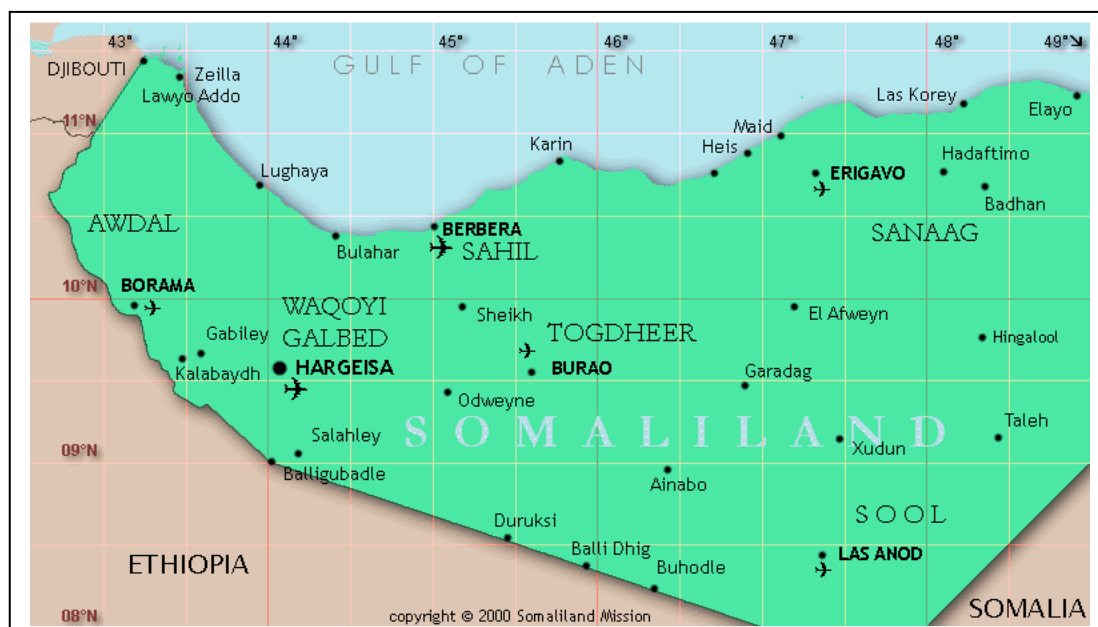 43° 44° 45° 46° 47° 48° 49°↘
DJIBOUTI
Zeilla
Lawyo Addo
GULF OF ADEN
Las Korey
Elayo
11°N
Maid
Karin
Heis
Hadaftimo
Lughaya
ERIGAVO
Badhan
AWDAL
BERBERA
SANAAG
Bulahar
SAHIL
10°N
BORAMA
WAQOYI
GALBED
Sheikh
El Afweyn
Gabiley
TOGDHEER
Hingalool
Kalabaydh
HARGEISA
BURAO
Garadag
Odweyne
SOMALILAND
Taleh
Salahley
Xudun
09°N
Balligubadle
Ainabo
Duruksi
SOOL
Balli Dhig
LAS ANOD
ETHIOPIA
Buhodle
SOMALIA
08°N
copyright © 2000 Somaliland Mission